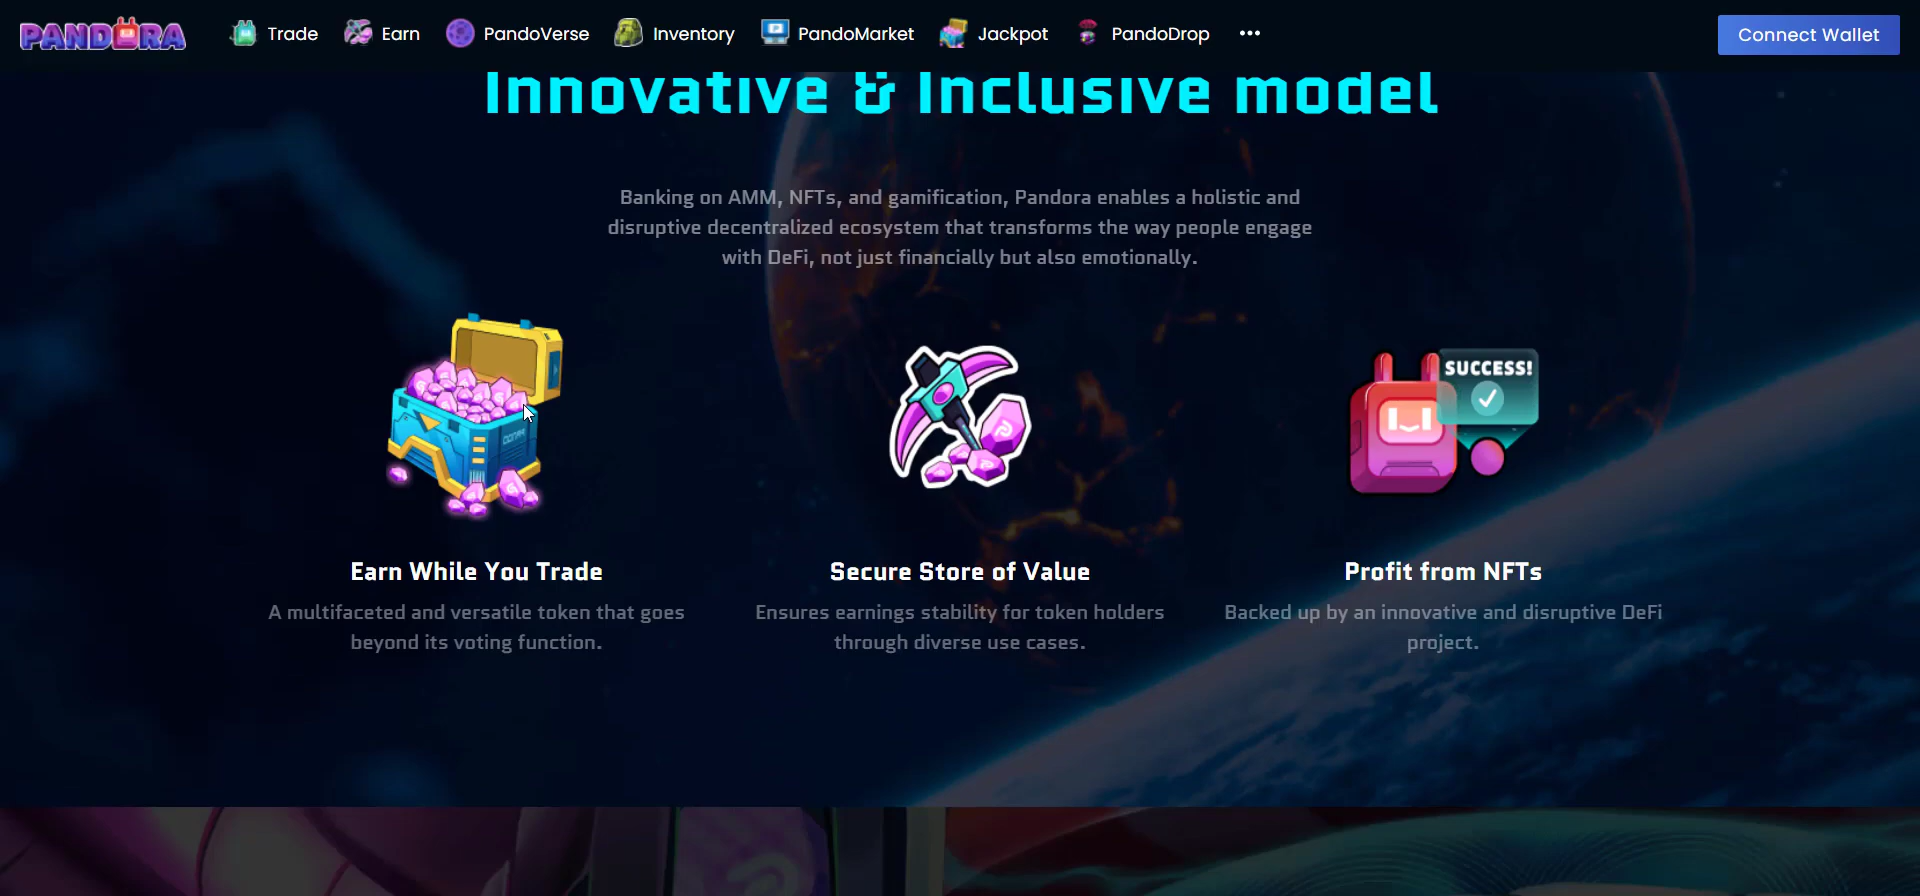 PANDORA
Trade
Earn
PandoVerse
Inventory
PandoMarket
Jackpot
PandoDrop
Connect Wallet
Innovative & Inclusive model
Banking on AMM, NFTs, and gamification, Pandora enables a holistic and
disruptive decentralized ecosystem that transforms the way people engage
with DeFi, not just financially but also emotionally.
SUCCESS!
Earn While You Trade
A multifaceted and versatile token that goes
beyond its voting function.
Secure Store of Value
Ensures earnings stability for token holders
through diverse use cases.
Profit from NFTs
Backed up by an innovative and disruptive DeFi
project.